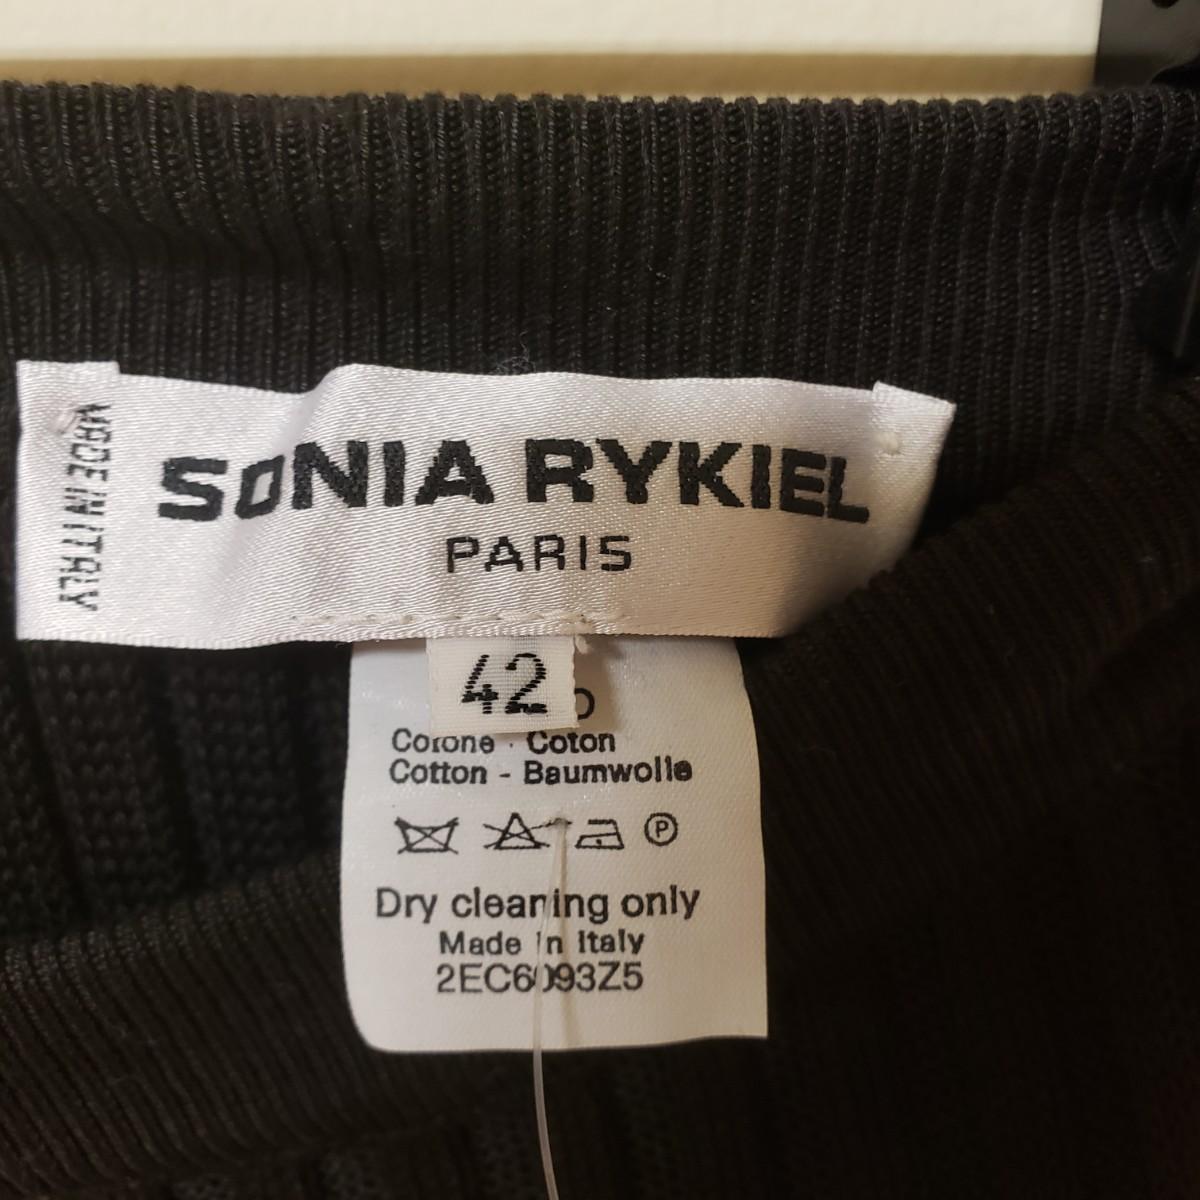 MADE IN ITALY
SONIA RYKIEL
PARIS
42
Cotone - Coton
Cotton - Baumwolle
P
Dry cleaning only
Made in Italy
2EC6093Z5